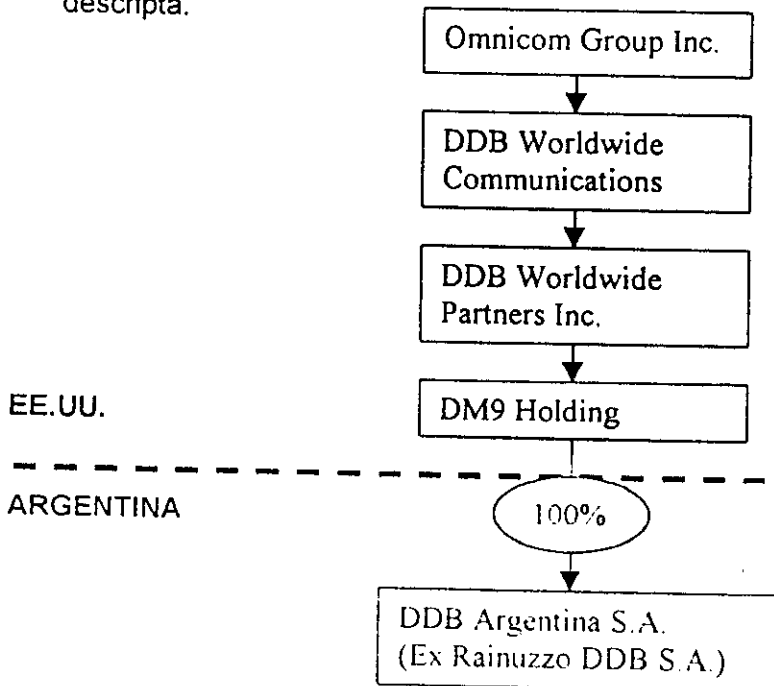 descripta.
Omnicom Group Inc.
DDB Worldwide
Communications
DDB Worldwide
Partners Inc.
EE.UU.
DM9 Holding
ARGENTINA
100%
DDB Argentina S.A.
(Ex Rainuzzo DDB S.A.)